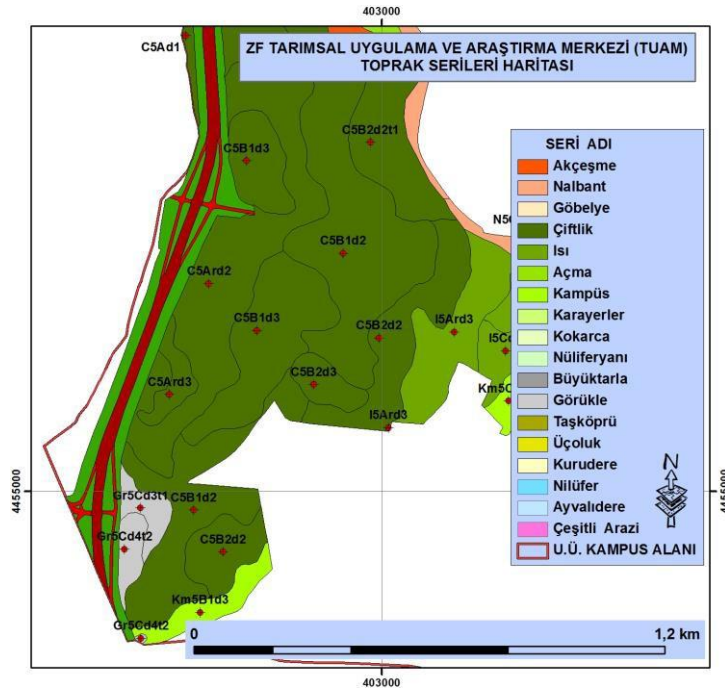 403000
C5Ad1
ZF TARIMSAL UYGULAMA VE ARAŞTIRMA MERKEZİ (TUAM)
TOPRAK SERİLERİ HARİTASI
C5B2d2t1
C5B1d3
SERİ ADI
Akçeşme
Nalbant
Göbelye
Çiftlik
Isı
Açma
Kampüs
Karayerler
Kokarca
Nüliferyanı
Büyüktarla
Görükle
Taşköprü
Üçoluk
Kurudere
Nilüfer
Ayvalıdere
Çeşitli Arazi
U.Ü. KAMPUS ALANI
C5B1d2
C5Ard2
C5B1d3
C5B2d2
I5Ard3
C5B2d3
C5Ard3
I5Ard3
4455000
Gr5Cd3t1
C5B1d2
Gr5Cd4t2
C5B2d2
Km5B1d3
Gr5Cd4t2
N
0
1,2 km
403000